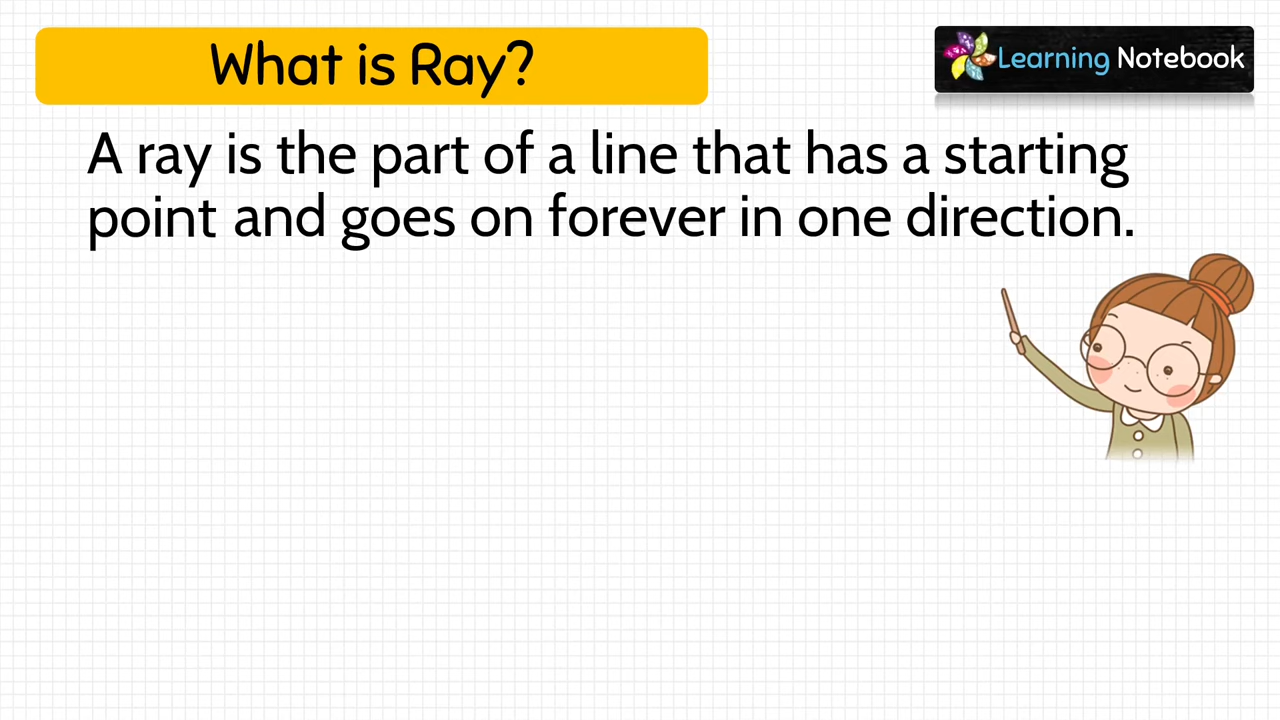 What is Ray?
Learning Notebook
A ray is the part of a line that has a starting
point and goes on forever in one direction.